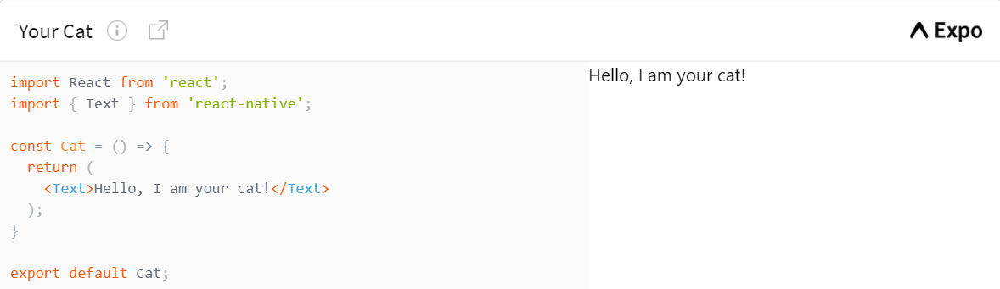 Your Cat
Expo
import React from 'react';
import { Text } from 'react-native';
const Cat = () => {
return (
<Text>Hello, I am your cat!</Text>
);
}
export default Cat;
Hello, I am your cat!